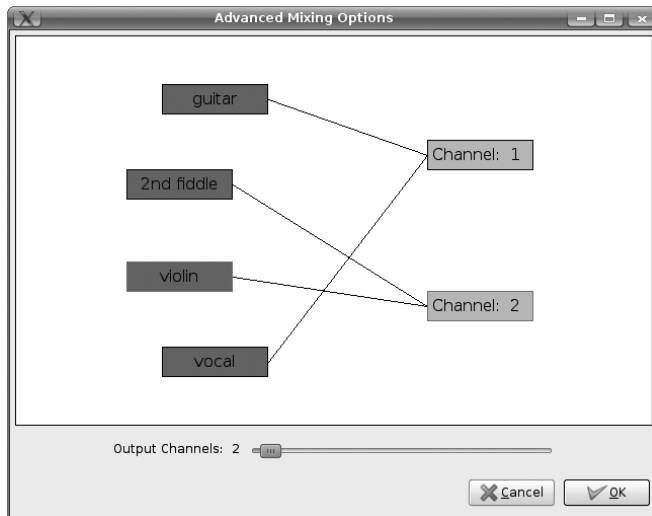 Advanced Mixing Options
guitar
Channel: 1
2nd fiddle
violin
Channel: 2
vocal
Output Channels: 2
Cancel
OK